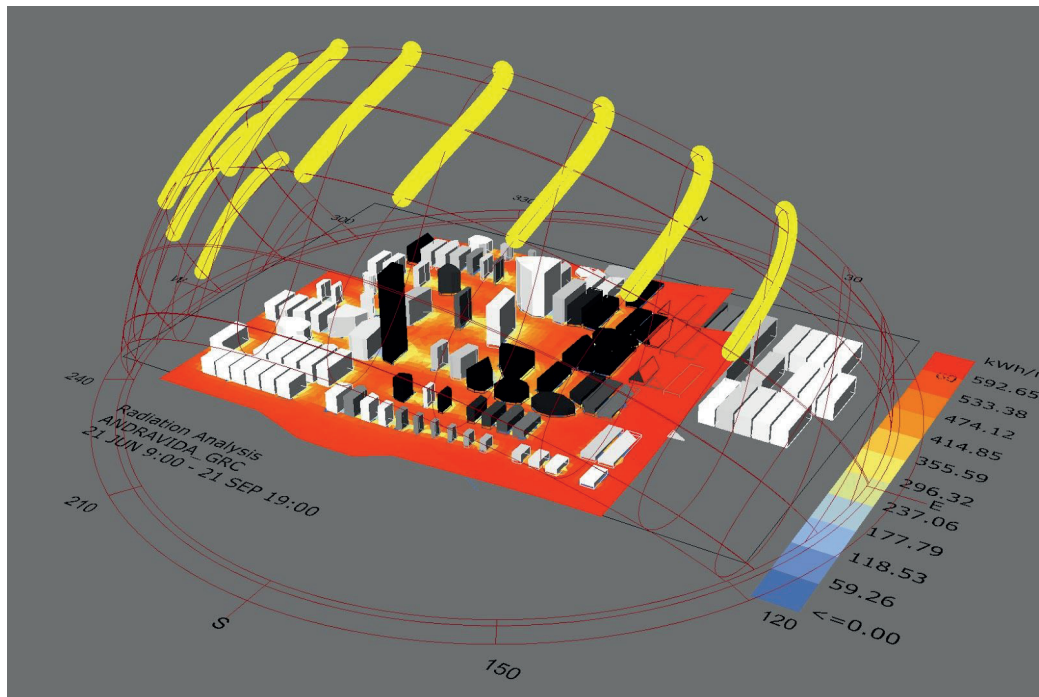 330
300
N
W
30
240
kWh/
592.65
533.38
474.12
414.85
355.59
296.32
237.06
177.79
118.53
59.26
<=0.00
E
Radiation Analysis
ANDRAVIDA_GRC
21 JUN 9:00 - 21 SEP 19:00
210
S
150
120